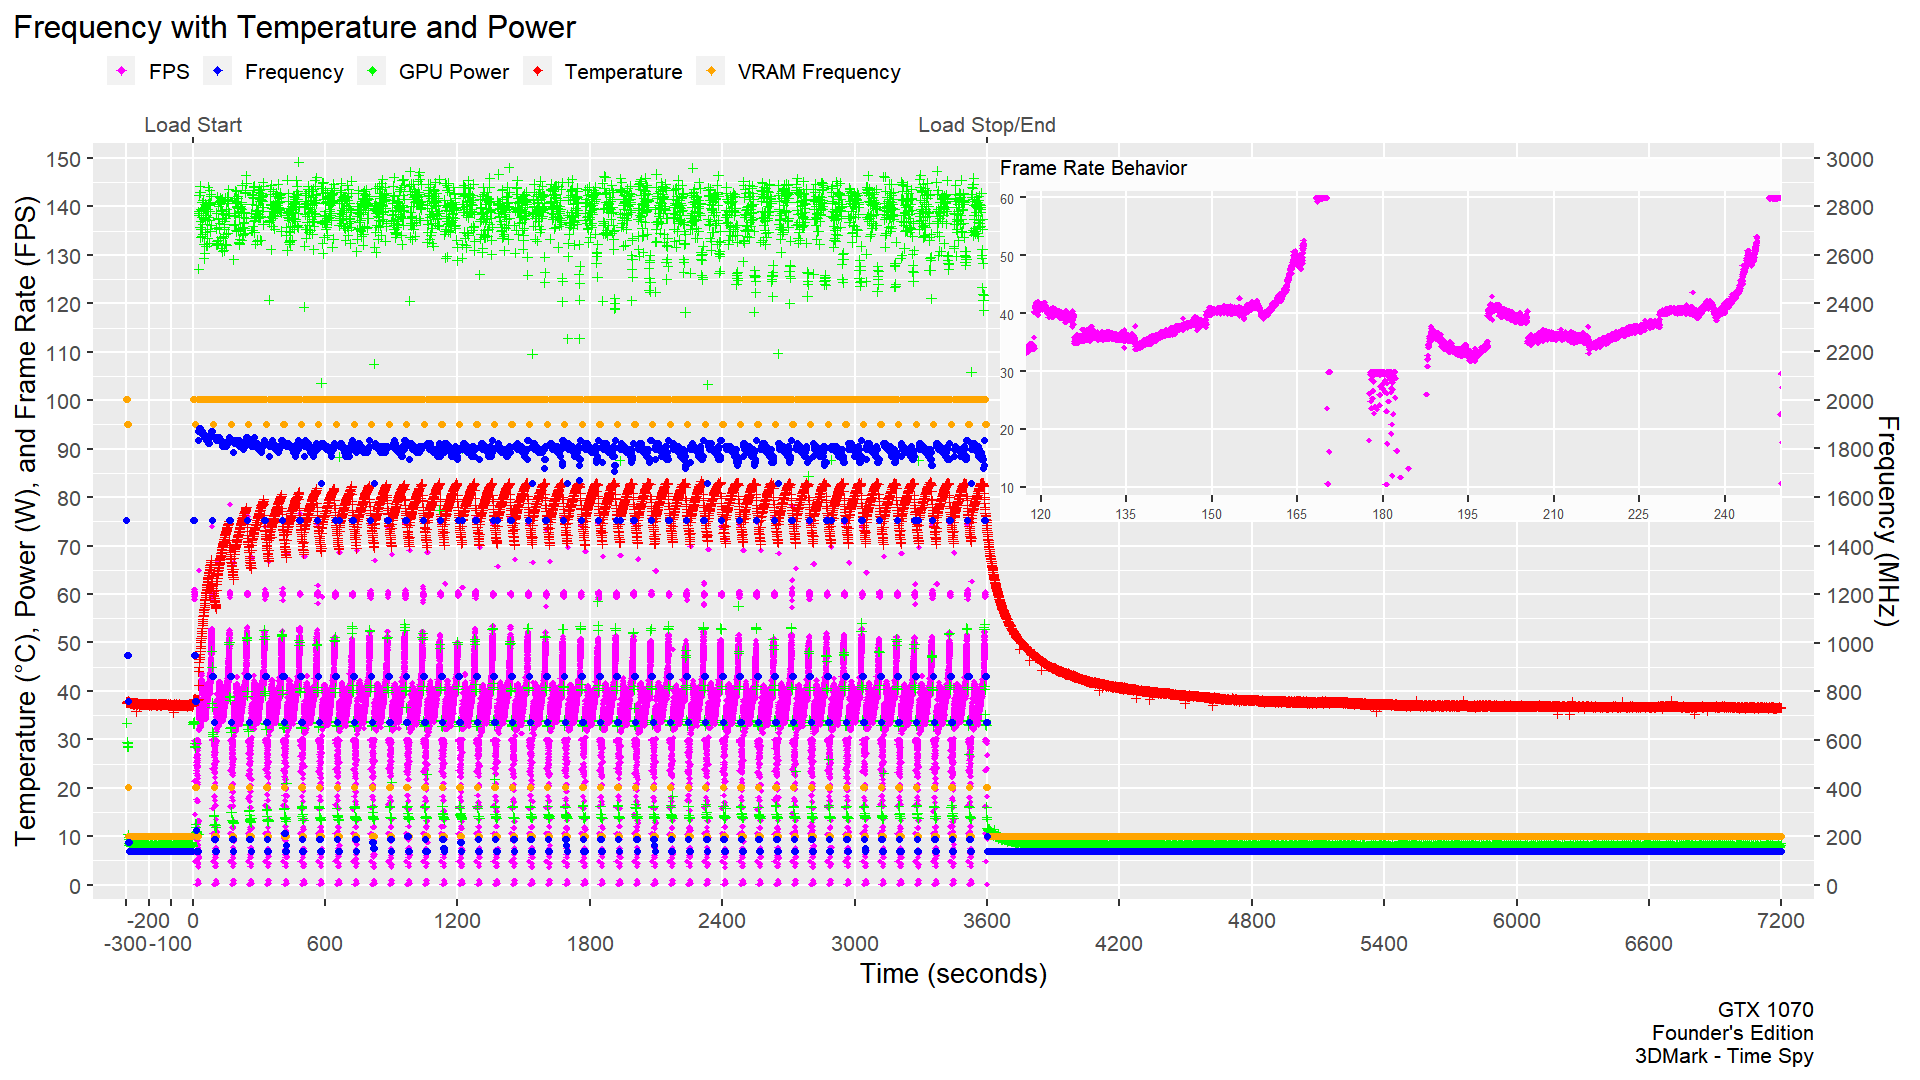 Frequency with Temperature and Power
FPS Frequency GPU Power Temperature VRAM Frequency
Load Start Load Stop/End
Temperature (°C), Power (W), and Frame Rate (FPS)
150
140
130
120
110
100
90
80
70
60
50
40
30
20
10
0
Frame Rate Behavior
60
50
40
30
20
10
120 135 150 165 180 195 210 225 240
3000
2800
2600
2400
2200
2000
1800
1600
1400
1200
1000
800
600
400
200
0
Frequency (MHz)
-200 0 1200 2400 3600 4800 6000 7200
-300 -100 600 1800 3000 4200 5400 6600
Time (seconds)
GTX 1070
Founder's Edition
3DMark - Time Spy